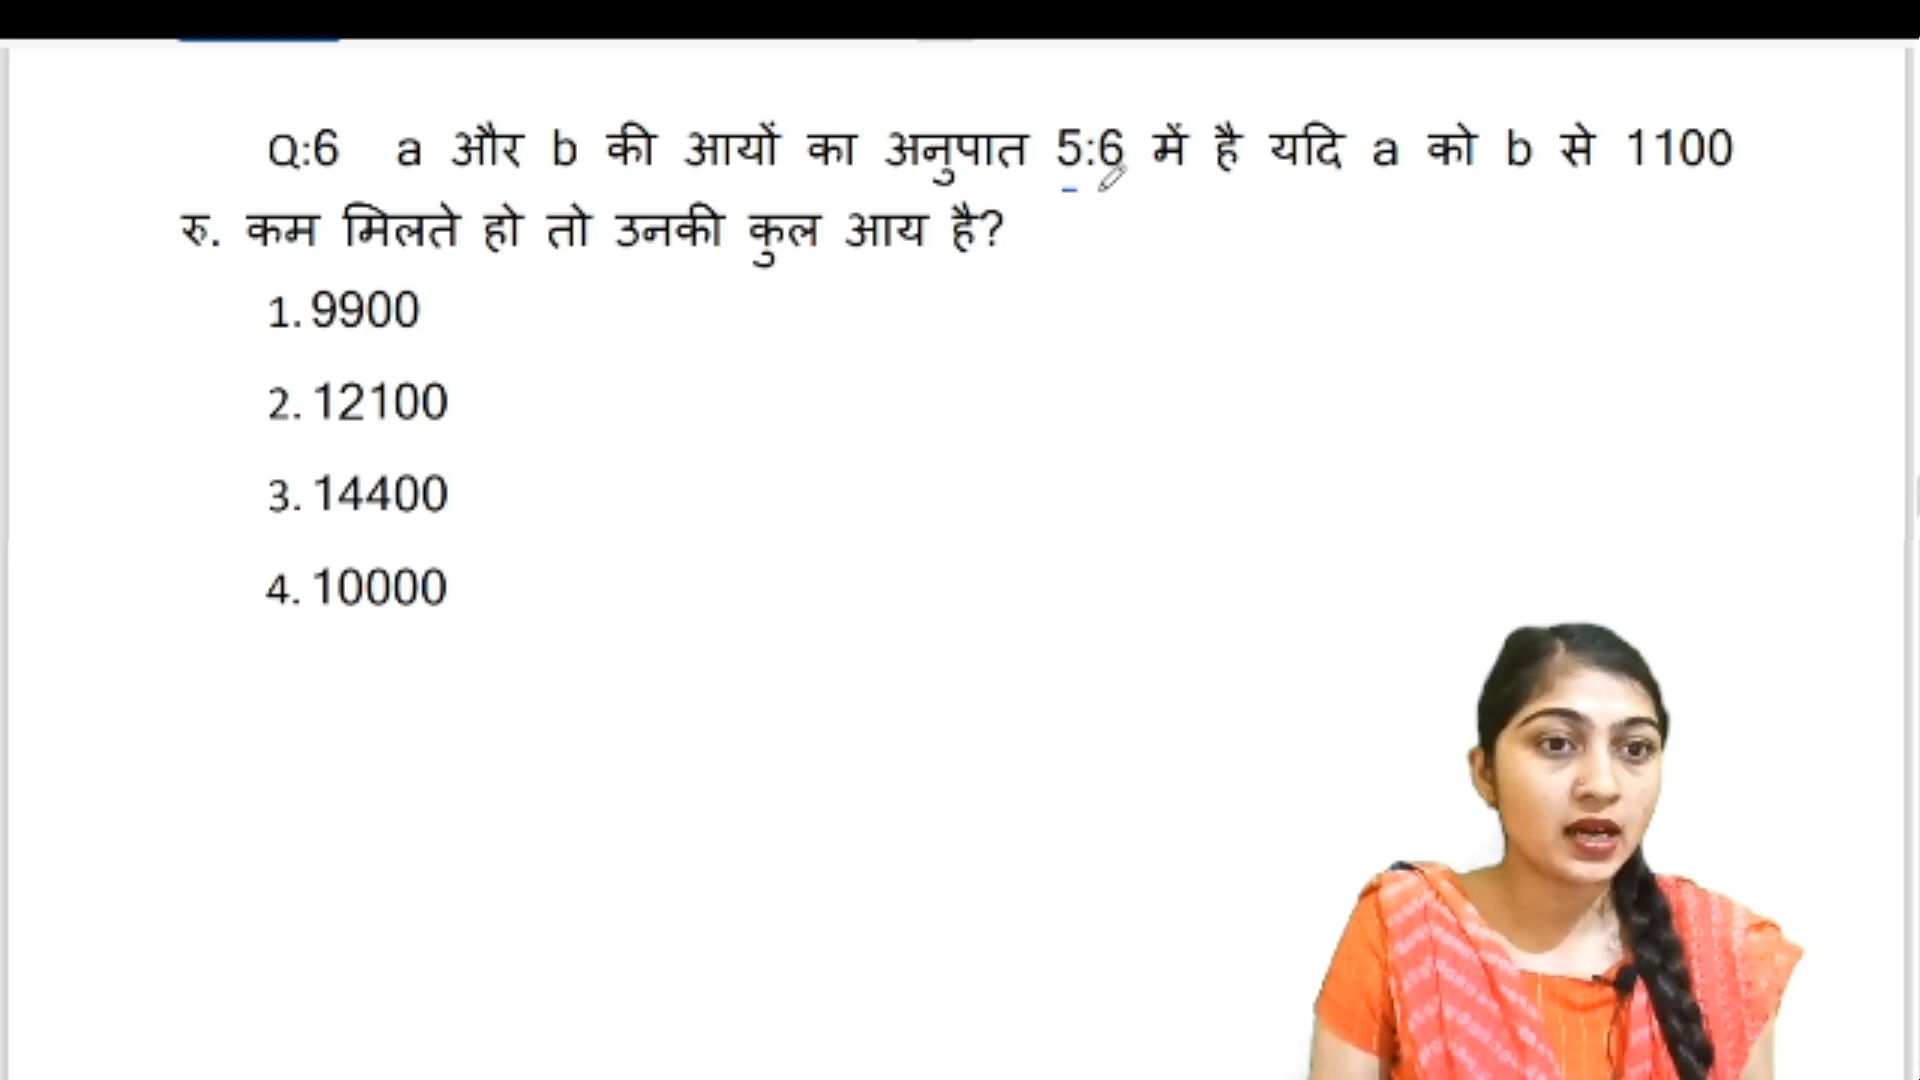 Q:6 a और b की आयों का अनुपात 5:6 में है यदि a को b से 1100
रु. कम मिलते हो तो उनकी कुल आय है?
1. 9900
2. 12100
3. 14400
4. 10000